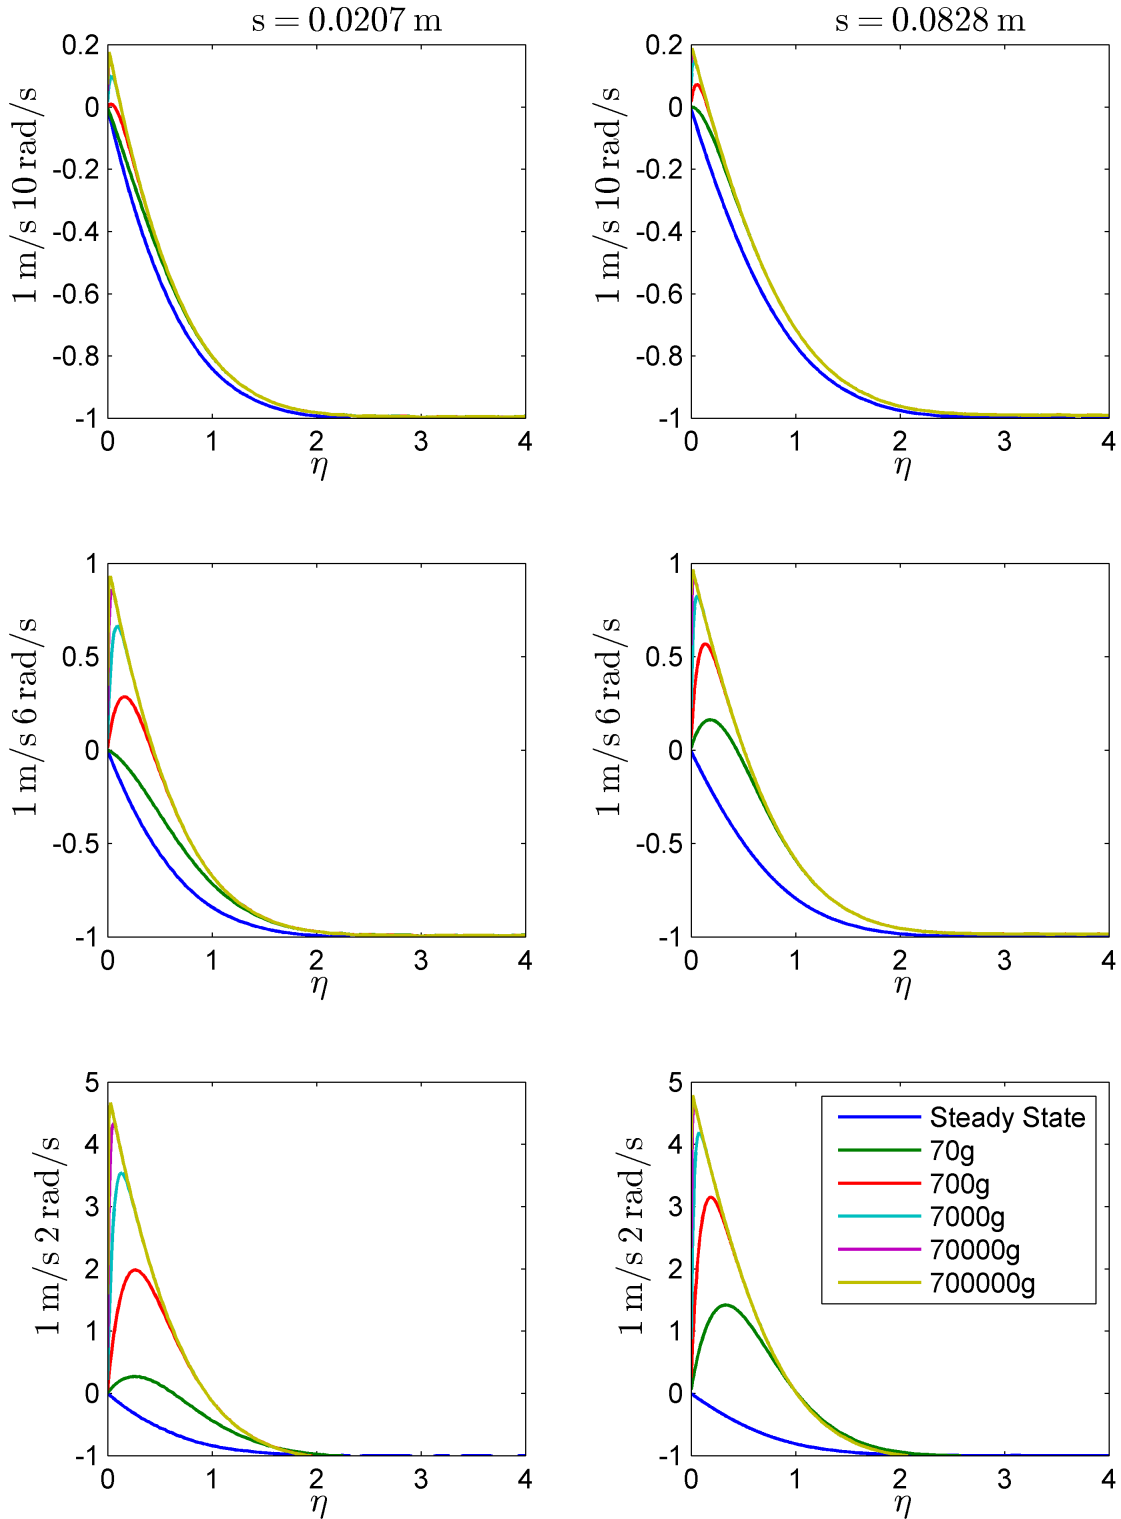 s = 0.0207 m
s = 0.0828 m
1 m/s 10 rad/s
0.2
0
-0.2
-0.4
-0.6
-0.8
-1
0 1 2 3 4
η
1 m/s 10 rad/s
0.2
0
-0.2
-0.4
-0.6
-0.8
-1
0 1 2 3 4
η
1 m/s 6 rad/s
1
0.5
0
-0.5
-1
0 1 2 3 4
η
1 m/s 6 rad/s
1
0.5
0
-0.5
-1
0 1 2 3 4
η
1 m/s 2 rad/s
5
4
3
2
1
0
-1
0 1 2 3 4
η
1 m/s 2 rad/s
5
4
3
2
1
0
-1
0 1 2 3 4
η
Steady State
70g
700g
7000g
70000g
700000g